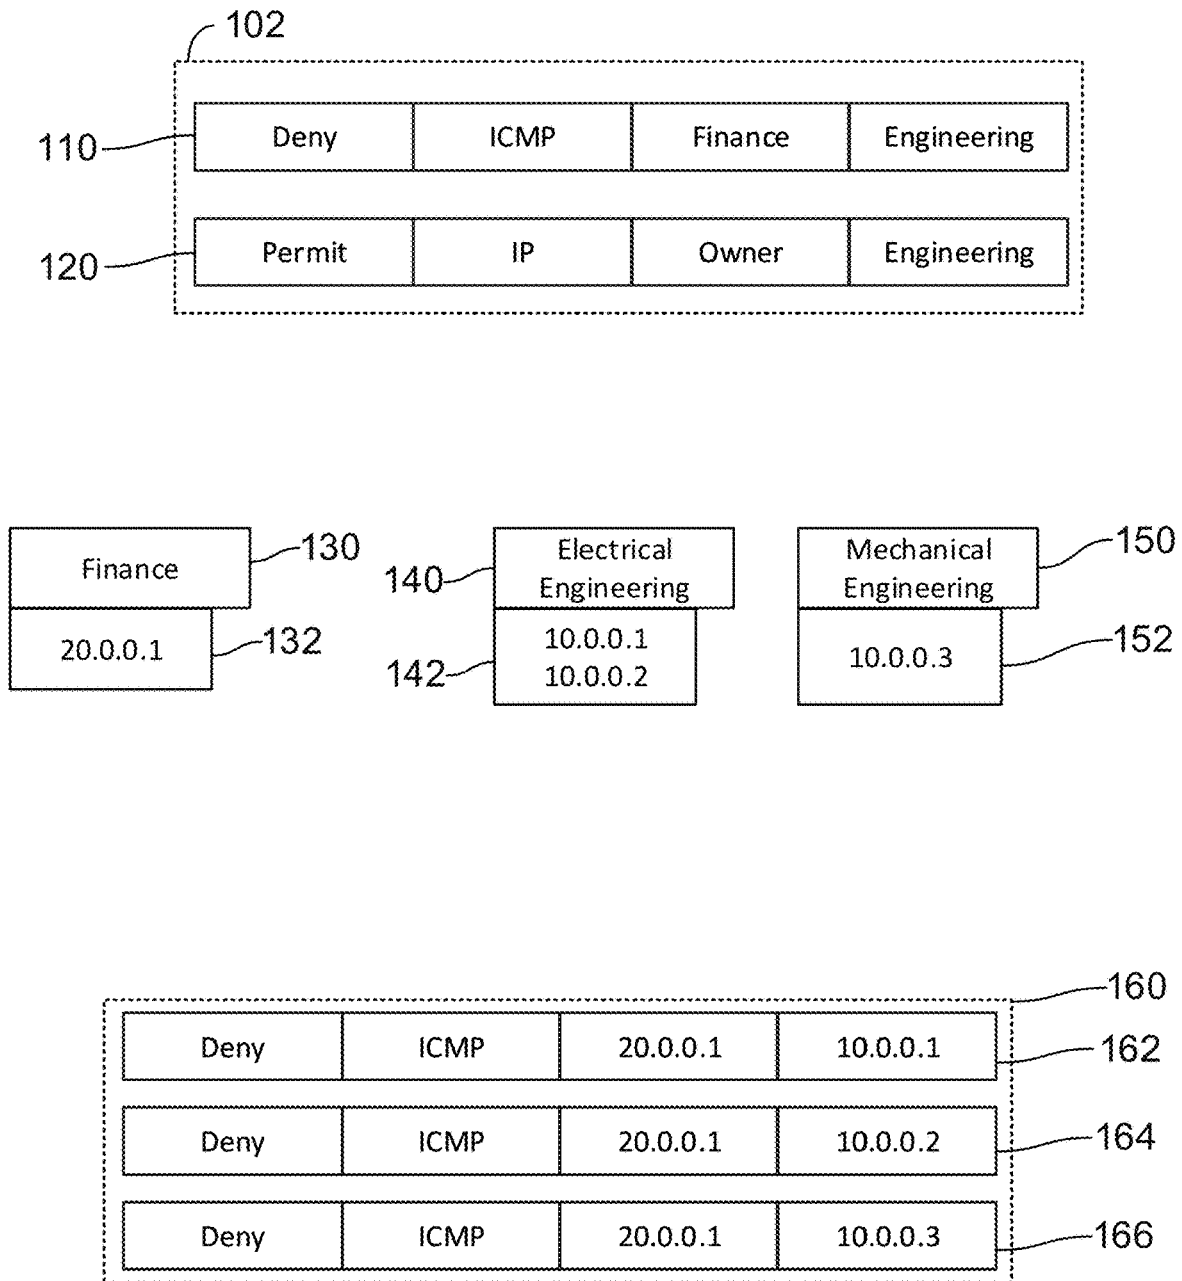 102
110 Deny ICMP Finance Engineering
120 Permit IP Owner Engineering
Finance 130
20.0.0.1 132
140 Electrical
Engineering
142 10.0.0.1
10.0.0.2
Mechanical 150
Engineering
10.0.0.3 152
160
Deny ICMP 20.0.0.1 10.0.0.1 162
Deny ICMP 20.0.0.1 10.0.0.2 164
Deny ICMP 20.0.0.1 10.0.0.3 166